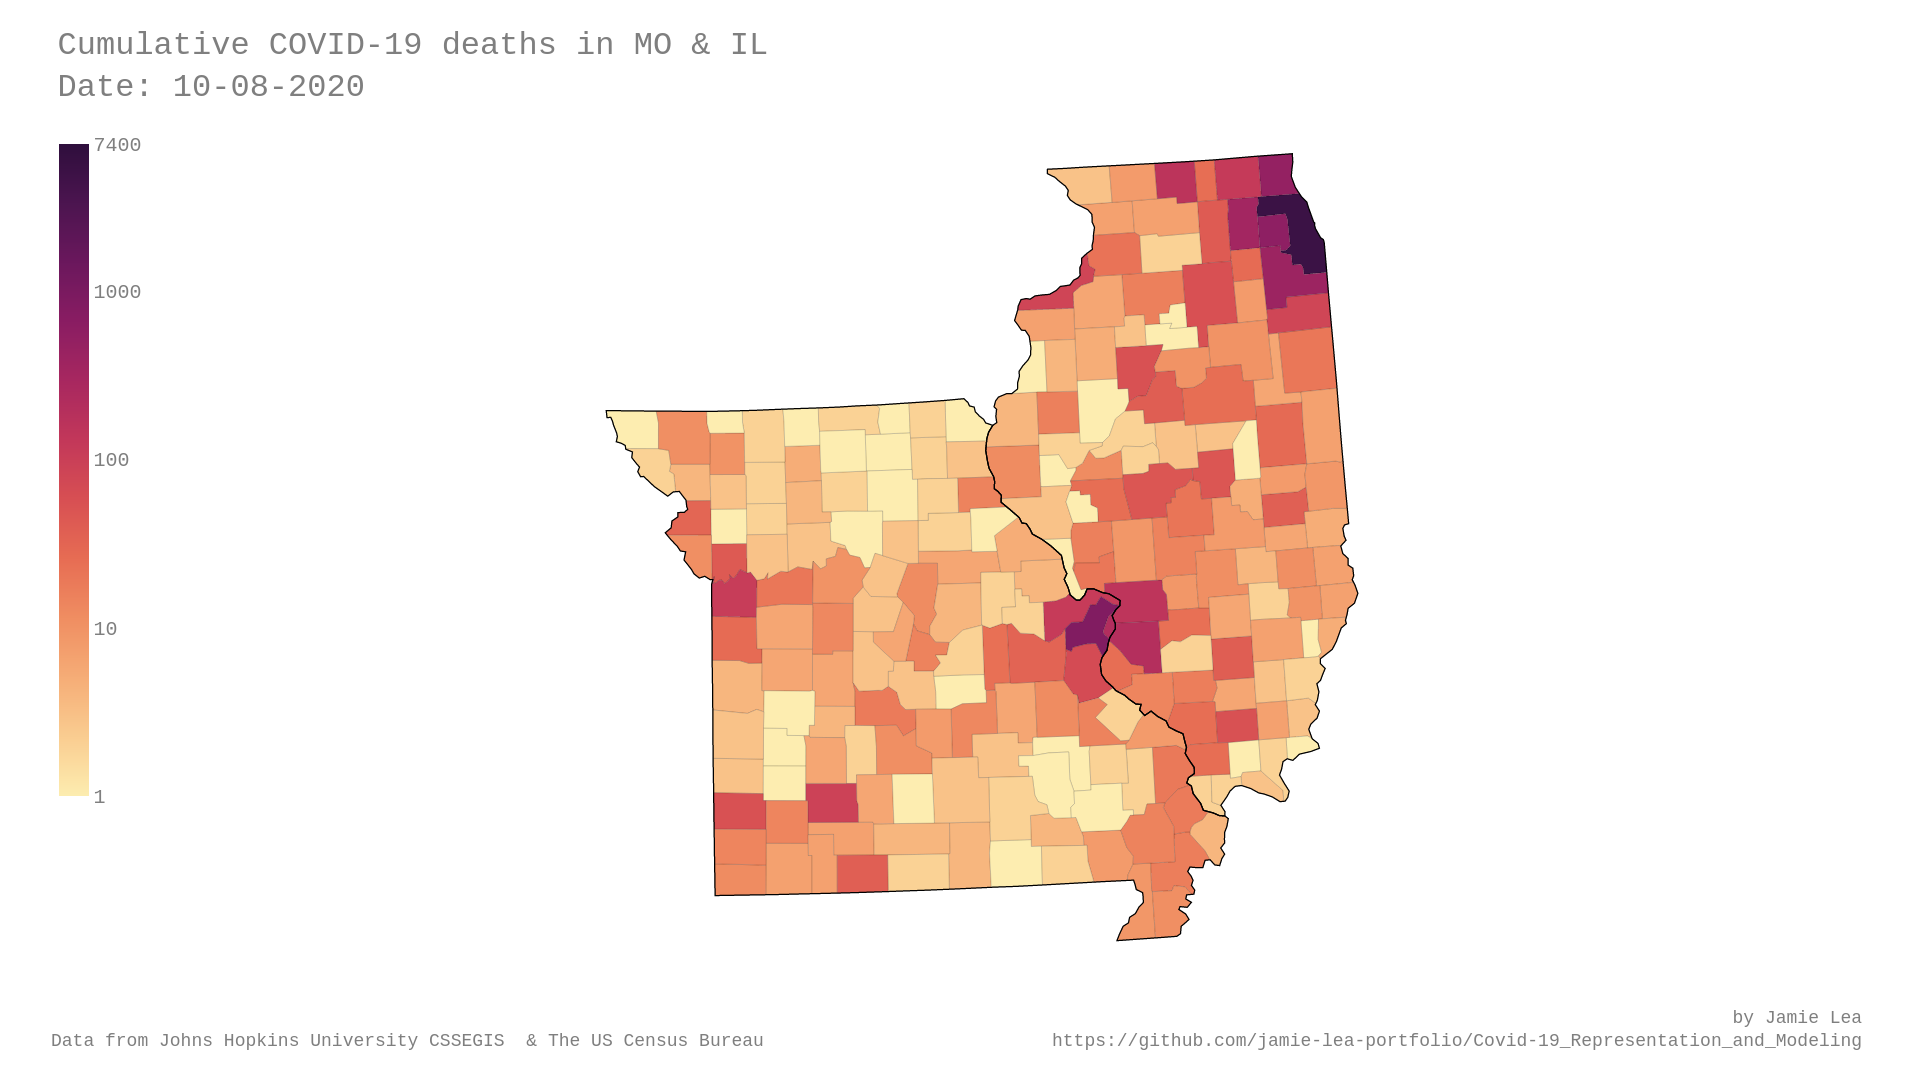 Cumulative COVID-19 deaths in MO & IL
Date: 10-08-2020
7400
1000
100
10
1
by Jamie Lea
Data from Johns Hopkins University CSSEGIS  & The US Census Bureau
https://github.com/jamie-lea-portfolio/Covid-19_Representation_and_Modeling